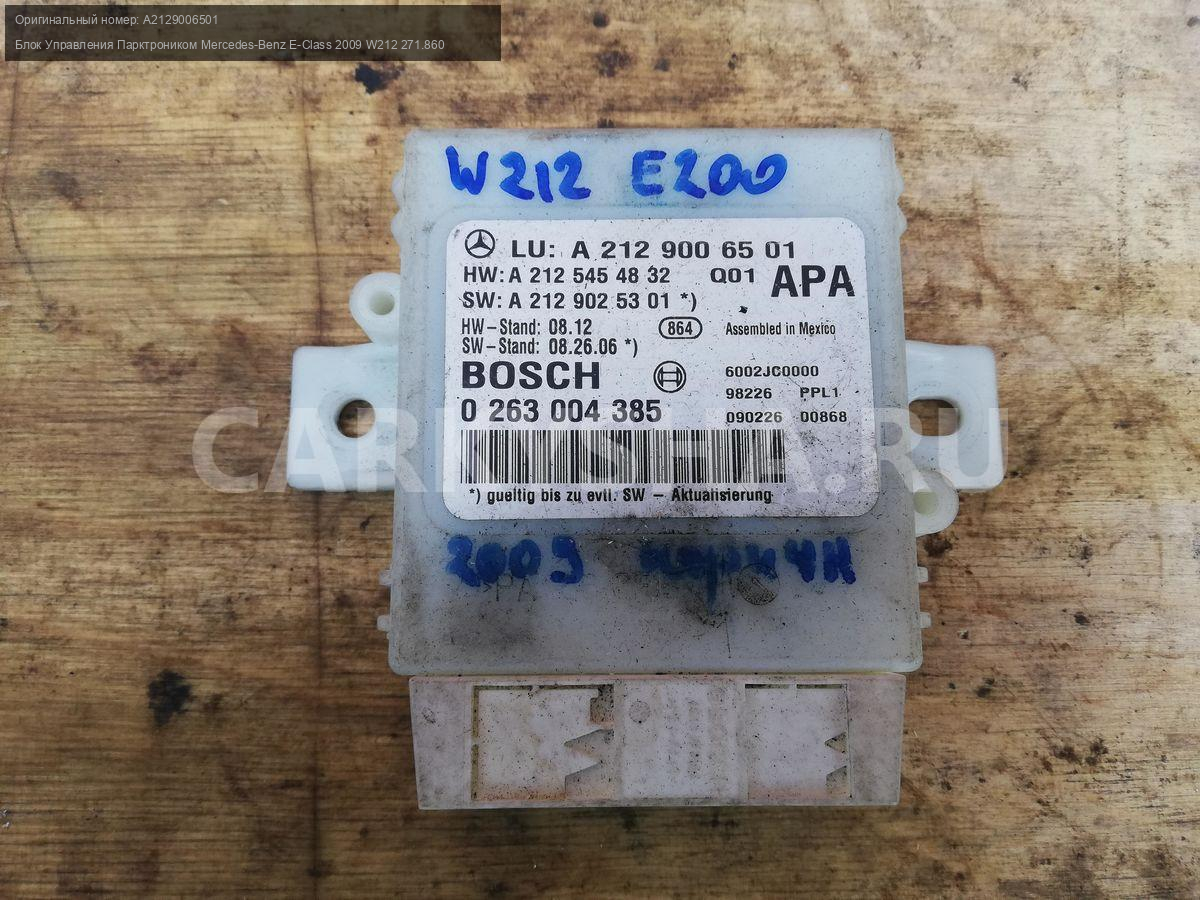 Оригинальный номер: A2129006501
Блок Управления Парктроником Mercedes-Benz E-Class 2009 W212 271.860
W212 E200
LU: A 212 900 65 01
HW: A 212 545 48 32 Q01 APA
SW: A 212 902 53 01 *)
HW-Stand: 08.12 864 Assembled in Mexico
SW-Stand: 08.26.06 *)
BOSCH 6002JC0000
98226 PPL1
0 263 004 385 090226 00868
CARKYSHA.RU
*) gueltig bis zu evtl. SW - Aktualisierung
2009